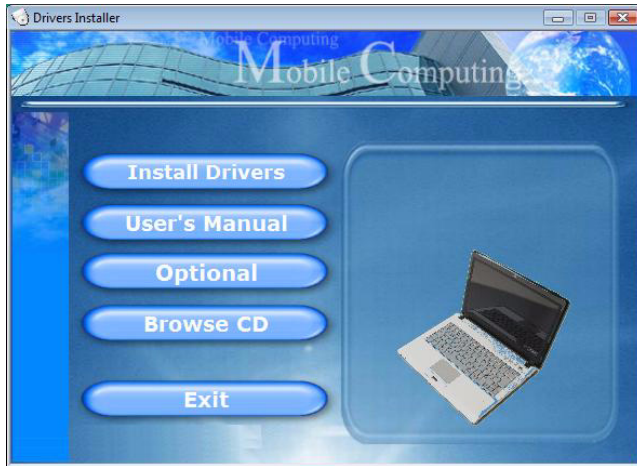 Drivers Installer
Mobile Computing
Mobile Computing
Install Drivers
User's Manual
Optional
Browse CD
Exit